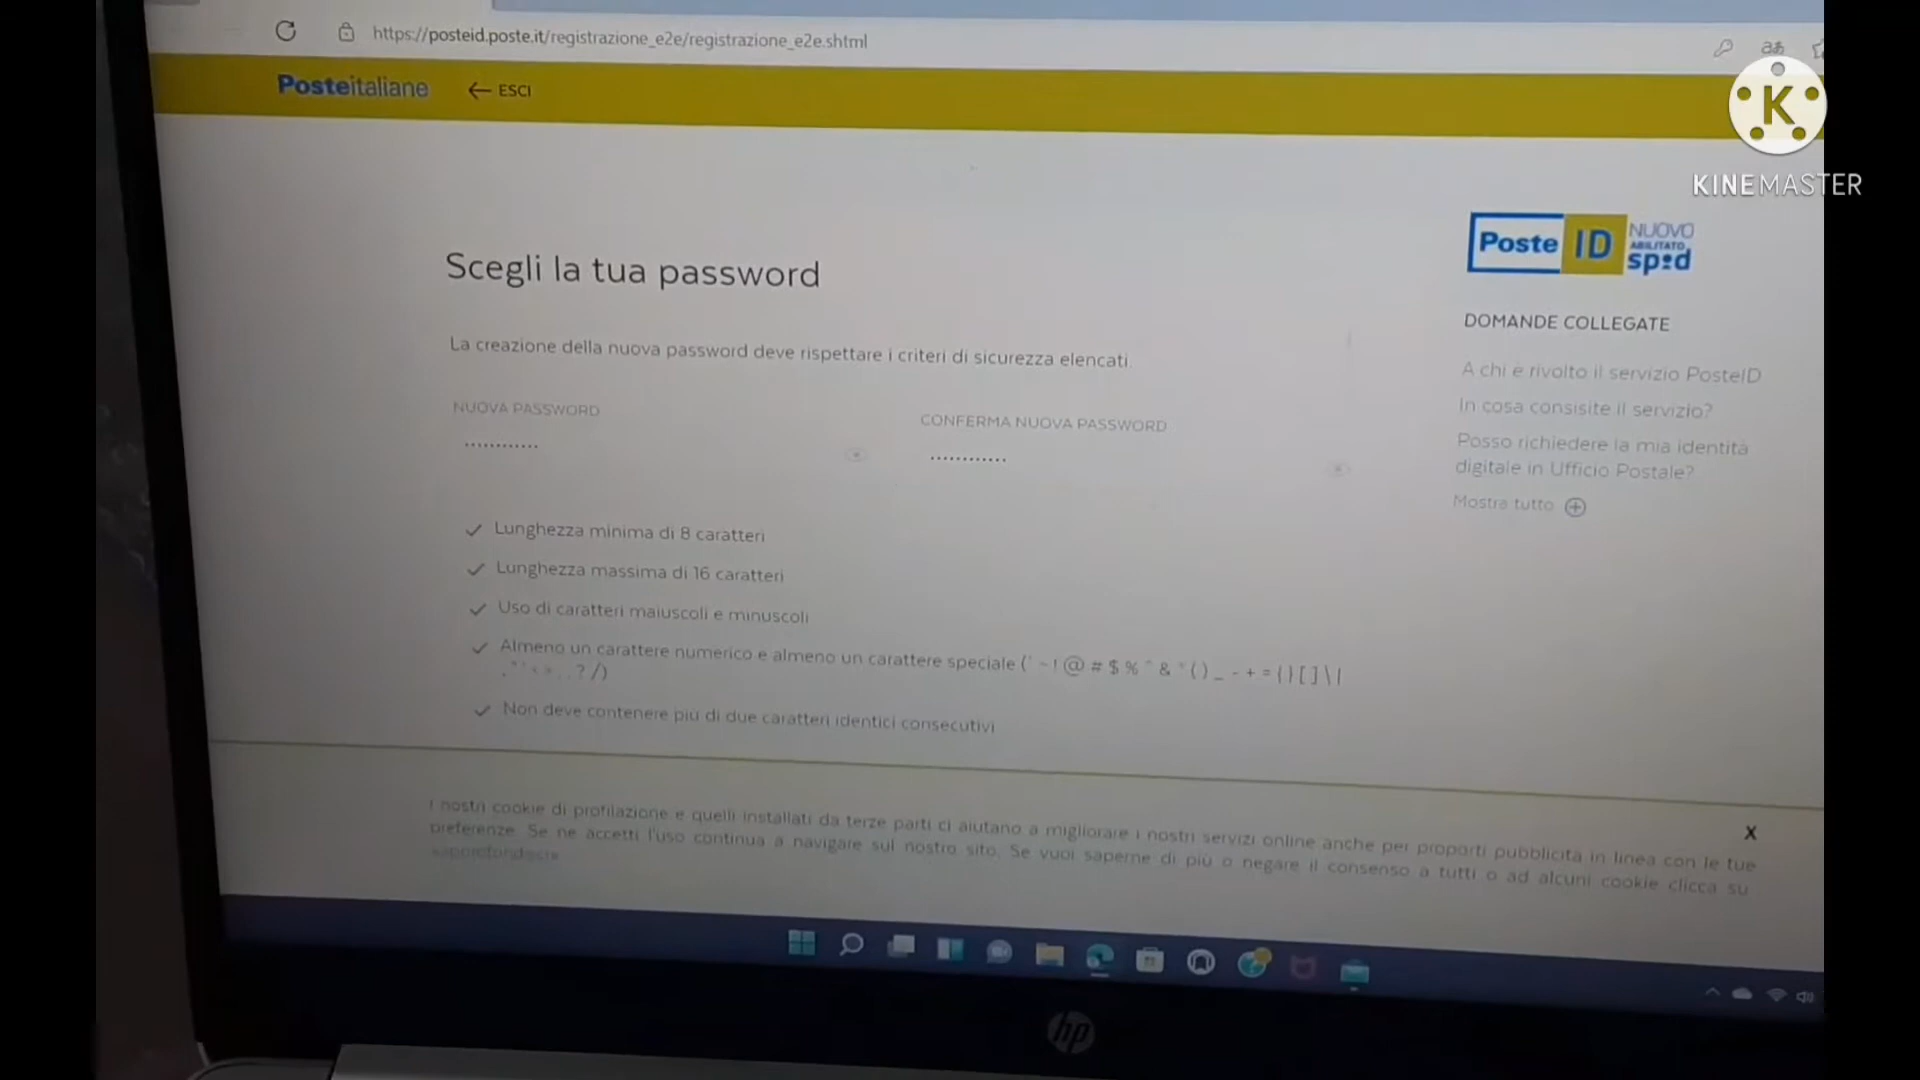 https://posteid.poste.it/registrazione_e2e/registrazione_e2e.shtml
Posteitaliane
ESCI
KINEMASTER
Poste ID NUOVO
ABILITATO
spid
Scegli la tua password
La creazione della nuova password deve rispettare i criteri di sicurezza elencati.
NUOVA PASSWORD
CONFERMA NUOVA PASSWORD
Lunghezza minima di 8 caratteri
Lunghezza massima di 16 caratteri
Uso di caratteri maiuscoli e minuscoli
Almeno un carattere numerico e almeno un carattere speciale (` ~ ! @ # $ % ^ & * ( ) _ - + = { } [ ] \ |
? /)
Non deve contenere più di due caratteri identici consecutivi
DOMANDE COLLEGATE
A chi è rivolto il servizio PosteID
In cosa consisite il servizio?
Posso richiedere la mia identità
digitale in Ufficio Postale?
Mostra tutto
I nostri cookie di profilazione e quelli installati da terze parti ci aiutano a migliorare i nostri servizi online anche per proporti pubblicità in linea con le tue
preferenze. Se ne accetti l'uso continua a navigare sul nostro sito. Se vuoi saperne di più o negare il consenso a tutti o ad alcuni cookie clicca su
X
hp